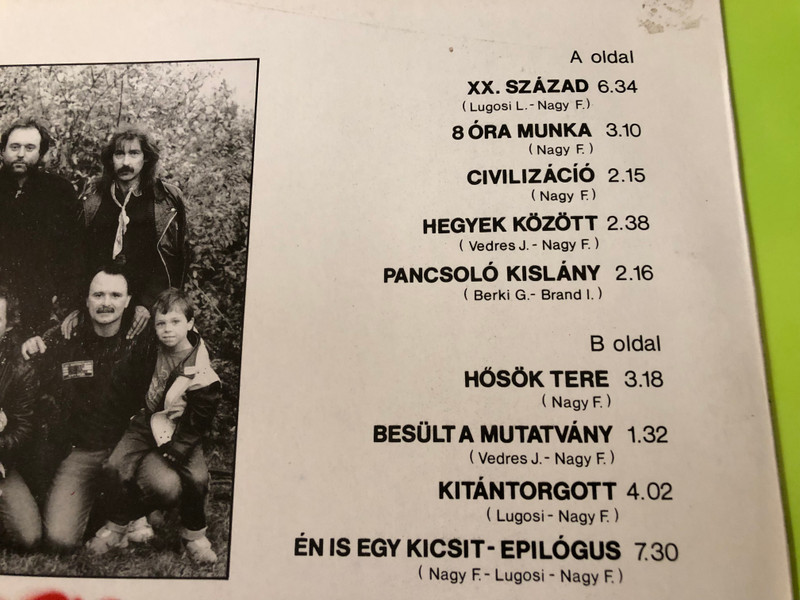 A oldal
XX. SZÁZAD 6.34
(Lugosi L.- Nagy F.)
8 ÓRA MUNKA 3.10
(Nagy F.)
CIVILIZÁCÍÓ 2.15
(Nagy F.)
HEGYEK KÖZÖTT 2.38
(Vedres J.- Nagy F.)
PANCSOLÓ KISLÁNY 2.16
(Berki G.- Brand I.)
B oldal
HŐSÖK TERE 3.18
(Nagy F.)
BESÜLT A MUTATVÁNY 1.32
(Vedres J.- Nagy F.)
KITÁNTORGOTT 4.02
(Lugosi - Nagy F.)
ÉN IS EGY KICSIT - EPILÓGUS 7.30
(Nagy F. - Lugosi - Nagy F.)